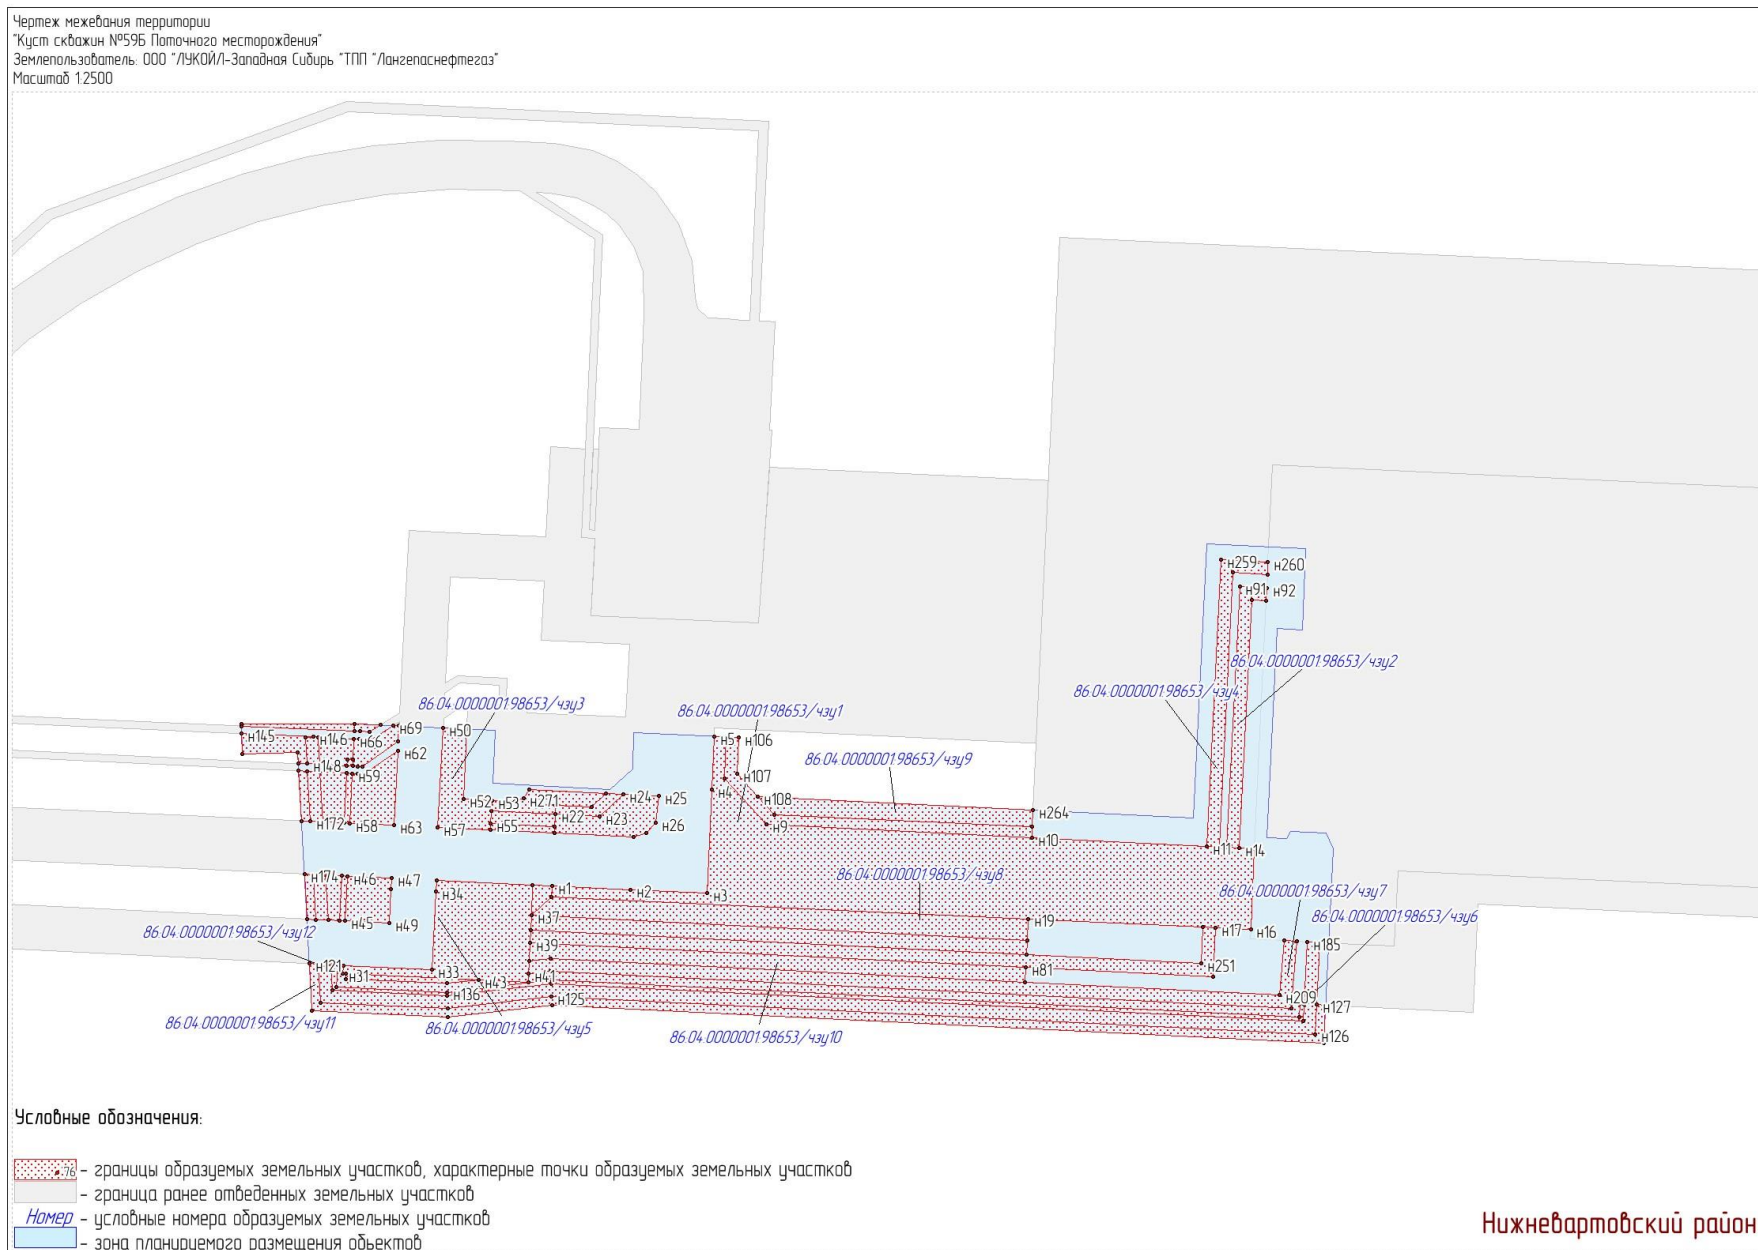 Чертеж межевания территории
"Куст скважин №59Б Поточного месторождения"
Землепользователь: ООО "ЛУКОЙЛ-Западная Сибирь "ТПП "Лангепаснефтегаз"
Масштаб 1:2500
н259
н260
н91
н92
86:04:0000001:98653/чзу2
86:04:0000001:98653/чзу4
86:04:0000001:98653/чзу3
86:04:0000001:98653/чзу1
н69
н50
н145
н146
н66
н5
н106
н62
86:04:0000001:98653/чзу9
н148
н59
н107
н4
н52
н53
н271
н24
н25
н108
н264
н172
н58
н63
н57
н55
н22
н23
н26
н9
н10
н11
н14
н174
н46
н47
86:04:0000001:98653/чзу8
н34
н1
н2
н3
86:04:0000001:98653/чзу7
н45
н49
н37
н19
86:04:0000001:98653/чзу6
86:04:0000001:98653/чзу12
н17
н16
н39
н185
н121
н31
н33
н43
н41
н81
н251
н136
н125
н209
н127
86:04:0000001:98653/чзу11
86:04:0000001:98653/чзу5
86:04:0000001:98653/чзу10
н126
Условные обозначения:
76 - границы образуемых земельных участков, характерные точки образуемых земельных участков
- граница ранее отведенных земельных участков
Номер - условные номера образуемых земельных участков
- зона планируемого размещения объектов
Нижневартовский район